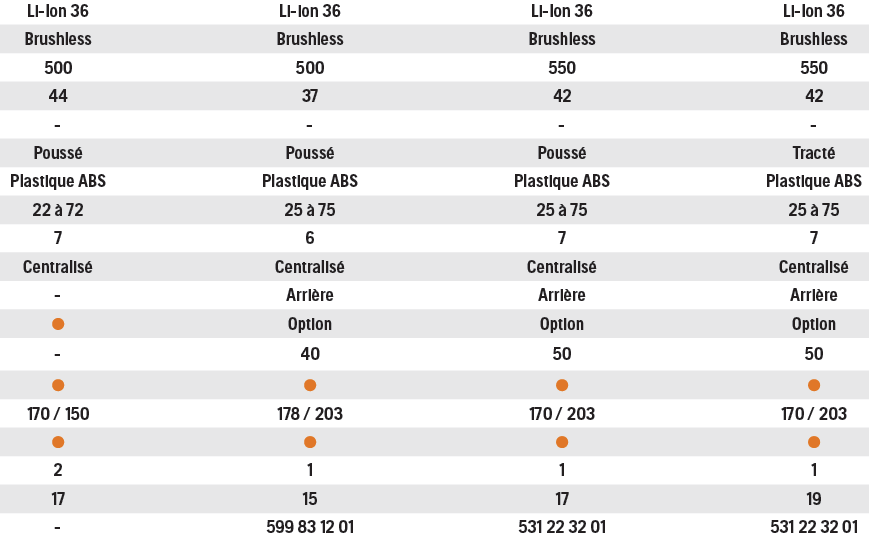 Li-Ion 36 Li-Ion 36 Li-Ion 36 Li-Ion 36
Brushless Brushless Brushless Brushless
500 500 550 550
44 37 42 42
- - - -
Poussé Poussé Poussé Tracté
Plastique ABS Plastique ABS Plastique ABS Plastique ABS
22 à 72 25 à 75 25 à 75 25 à 75
7 6 7 7
Centralisé Centralisé Centralisé Centralisé
- Arrière Arrière Arrière
Option Option Option
- 40 50 50
170 / 150 178 / 203 170 / 203 170 / 203
2 1 1 1
17 15 17 19
- 599 83 12 01 531 22 32 01 531 22 32 01